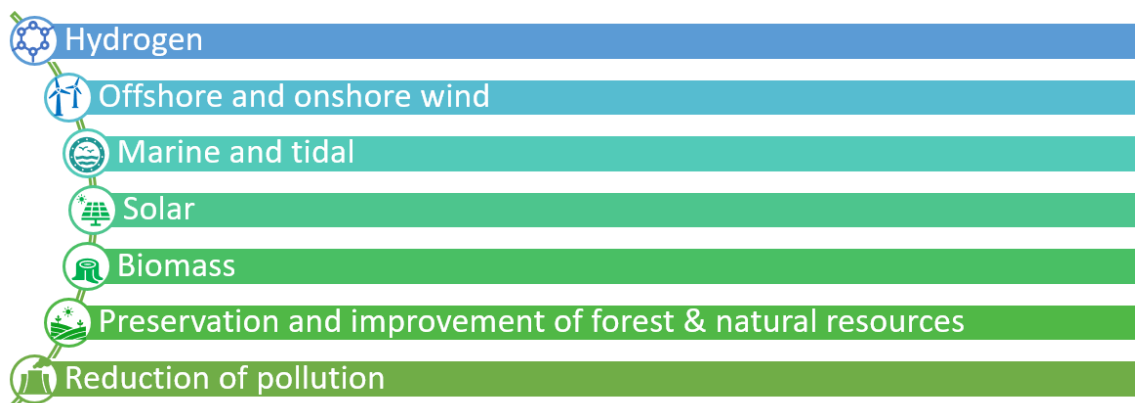 Hydrogen
Offshore and onshore wind
Marine and tidal
Solar
Biomass
Preservation and improvement of forest & natural resources
Reduction of pollution